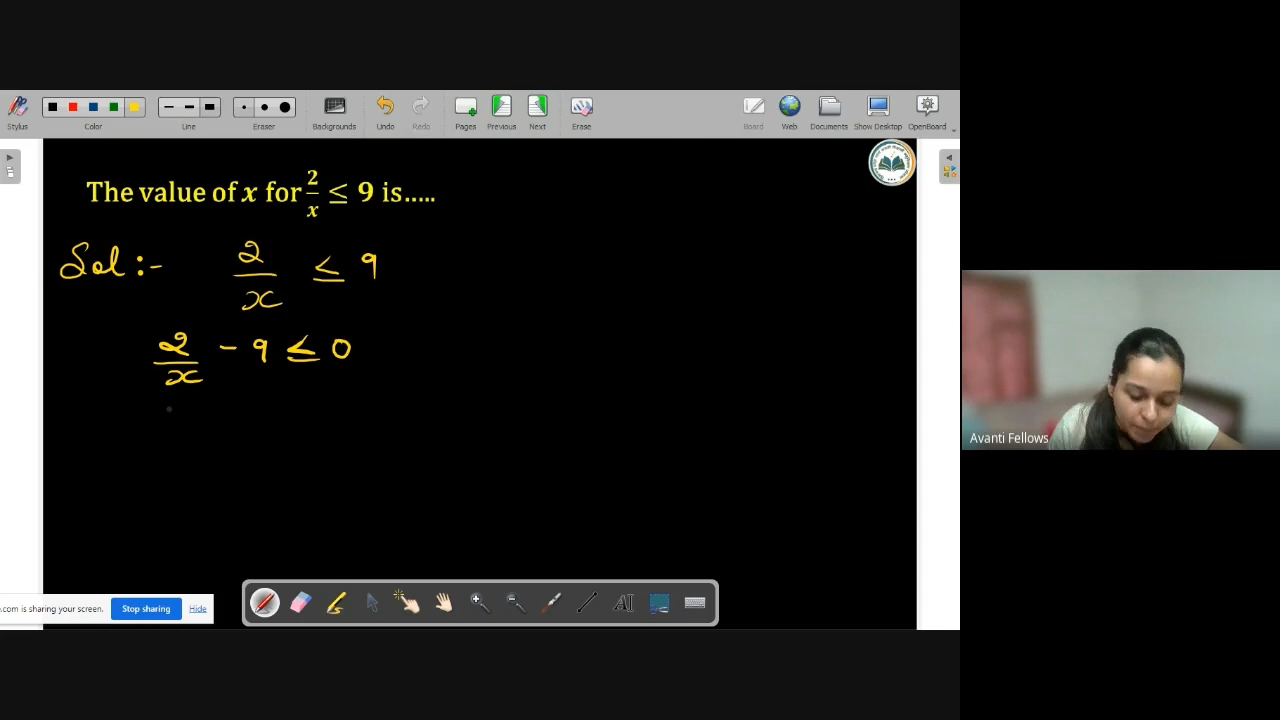 Stylus
Color
Line
Eraser
Backgrounds
Undo
Redo
Pages
Previous
Next
Erase
Board
Web
Documents
Show Desktop
OpenBoard
The value of x for 2/x ≤ 9 is.....
Sol :- 2/x ≤ 9
2/x - 9 ≤ 0
Avanti Fellows
.com is sharing your screen.
Stop sharing
Hide
AI